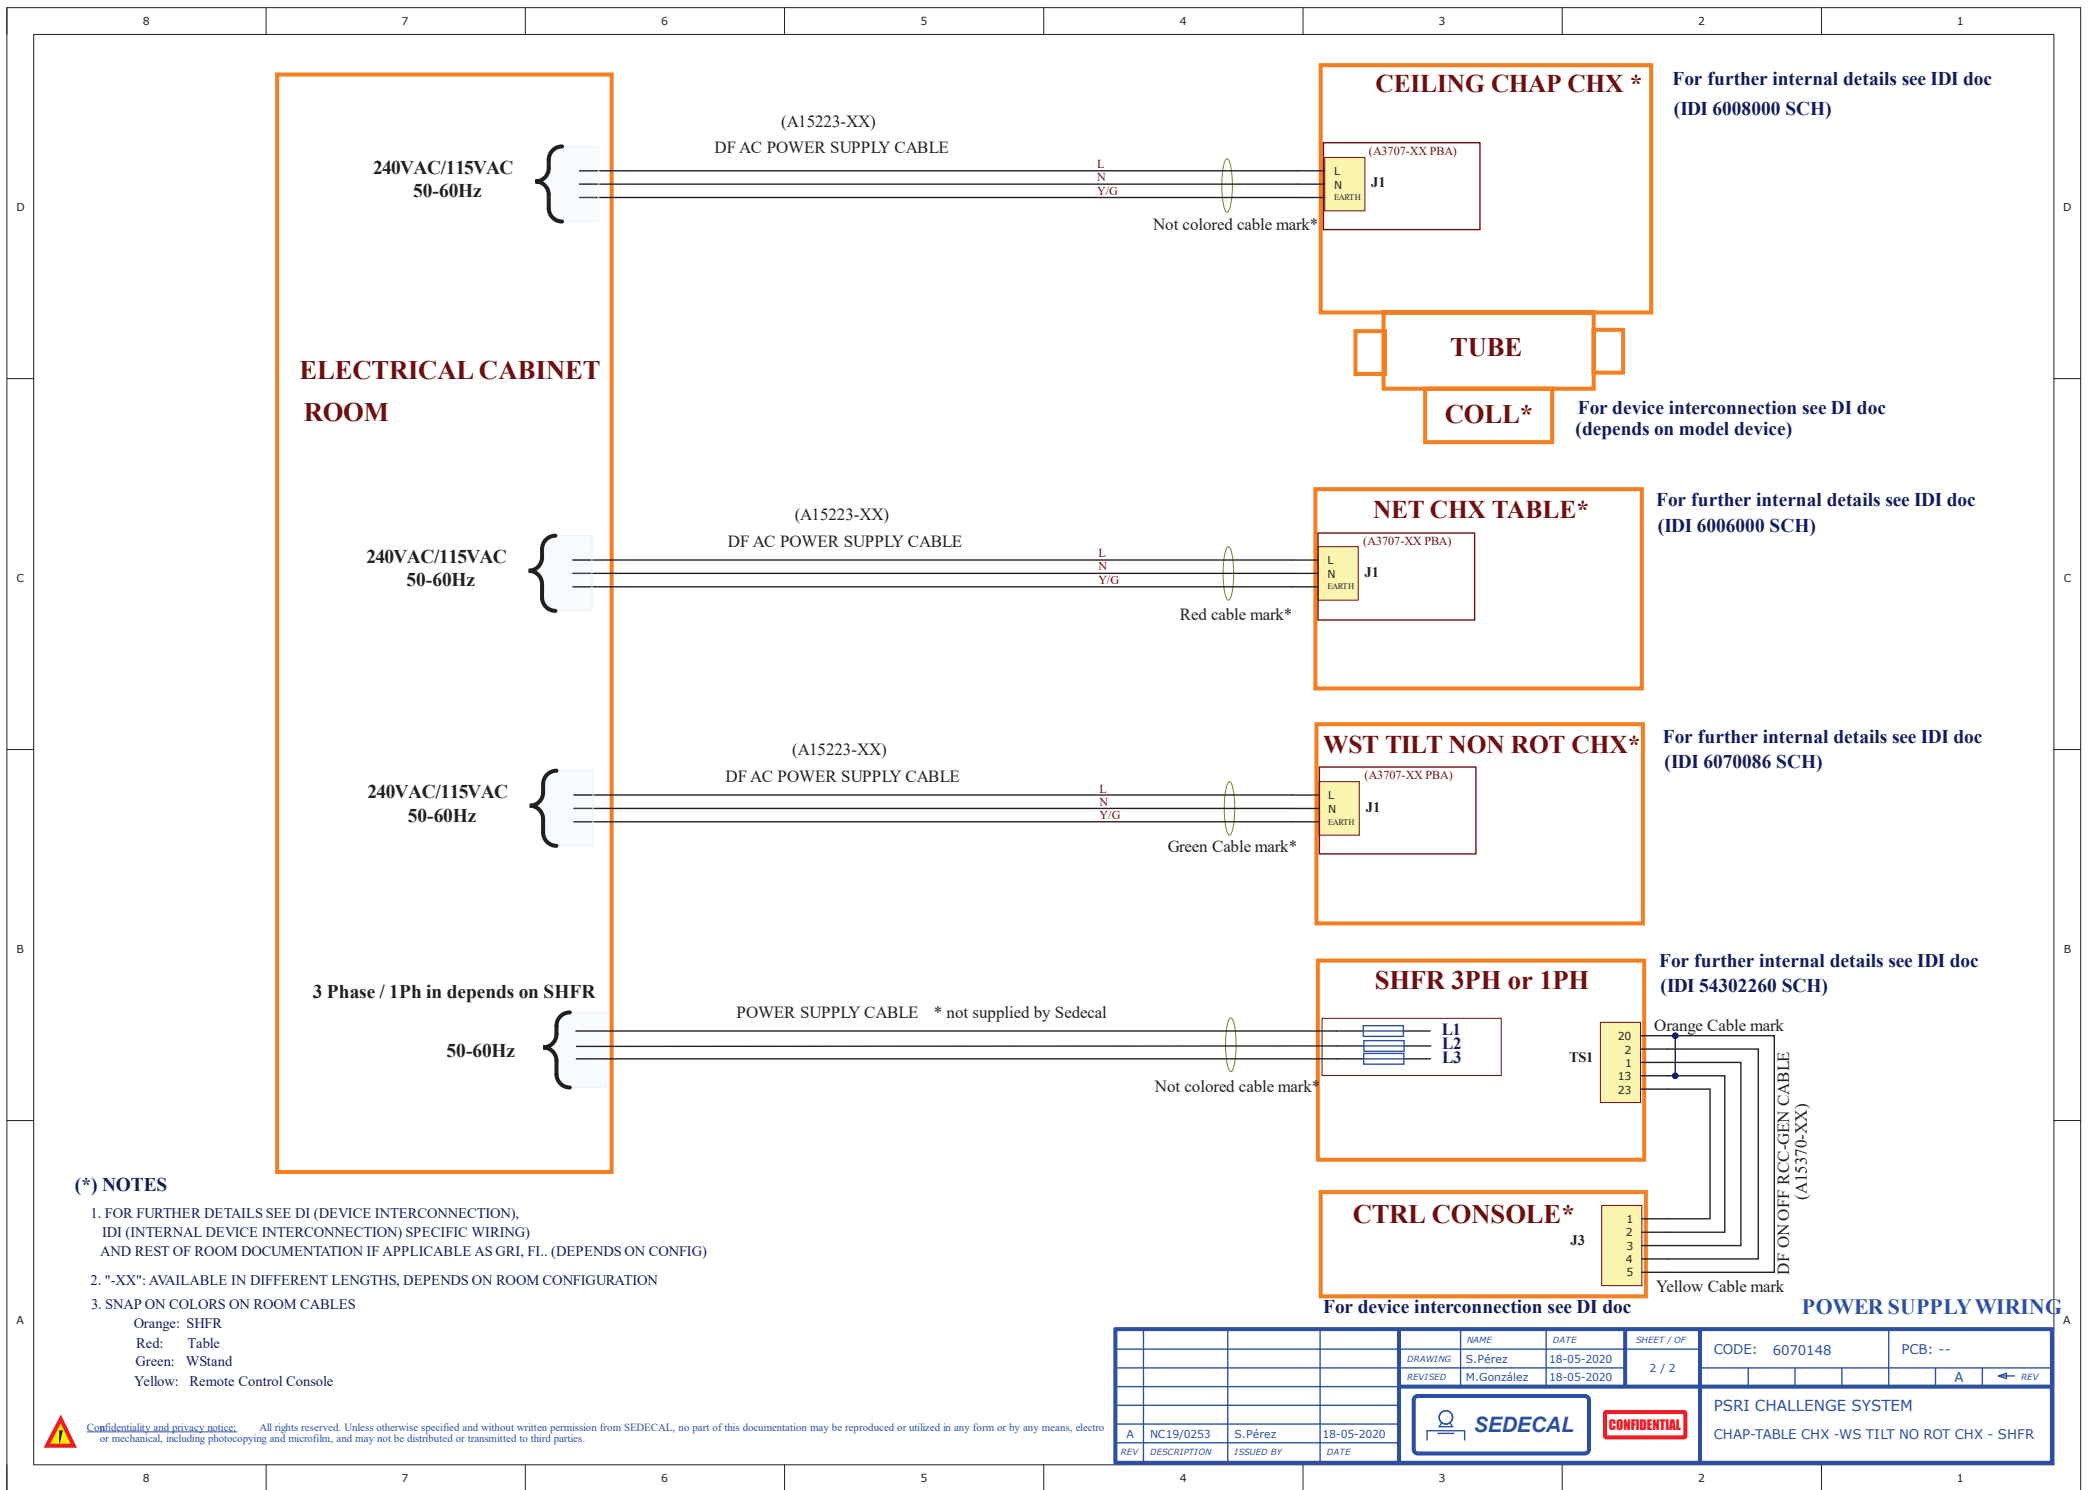 8 7 6 5 4 3 2 1
D
D
C
C
B
B
A
A
CEILING CHAP CHX *
For further internal details see IDI doc
(IDI 6008000 SCH)
(A15223-XX)
DF AC POWER SUPPLY CABLE
240VAC/115VAC
50-60Hz
L
N
Y/G
Not colored cable mark*
(A3707-XX PBA)
L
N
EARTH
J1
TUBE
COLL*
For device interconnection see DI doc
(depends on model device)
ELECTRICAL CABINET
ROOM
NET CHX TABLE*
For further internal details see IDI doc
(IDI 6006000 SCH)
(A15223-XX)
DF AC POWER SUPPLY CABLE
240VAC/115VAC
50-60Hz
L
N
Y/G
Red cable mark*
(A3707-XX PBA)
L
N
EARTH
J1
WST TILT NON ROT CHX*
For further internal details see IDI doc
(IDI 6070086 SCH)
(A15223-XX)
DF AC POWER SUPPLY CABLE
240VAC/115VAC
50-60Hz
L
N
Y/G
Green Cable mark*
(A3707-XX PBA)
L
N
EARTH
J1
SHFR 3PH or 1PH
For further internal details see IDI doc
(IDI 54302260 SCH)
3 Phase / 1Ph in depends on SHFR
50-60Hz
POWER SUPPLY CABLE * not supplied by Sedecal
Not colored cable mark*
L1
L2
L3
TS1
20
2
1
13
23
Orange Cable mark
DF ON OFF RCC-GEN CABLE
(A15370-XX)
CTRL CONSOLE*
J3
1
2
3
4
5
Yellow Cable mark
For device interconnection see DI doc
POWER SUPPLY WIRING
(*) NOTES
1. FOR FURTHER DETAILS SEE DI (DEVICE INTERCONNECTION),
IDI (INTERNAL DEVICE INTERCONNECTION) SPECIFIC WIRING)
AND REST OF ROOM DOCUMENTATION IF APPLICABLE AS GRI, FI.. (DEPENDS ON CONFIG)
2. "-XX": AVAILABLE IN DIFFERENT LENGTHS, DEPENDS ON ROOM CONFIGURATION
3. SNAP ON COLORS ON ROOM CABLES
Orange: SHFR
Red: Table
Green: WStand
Yellow: Remote Control Console
Confidentiality and privacy notice: All rights reserved. Unless otherwise specified and without written permission from SEDECAL, no part of this documentation may be reproduced or utilized in any form or by any means, electro
or mechanical, including photocopying and microfilm, and may not be distributed or transmitted to third parties.
A NC19/0253 S.Pérez 18-05-2020
REV DESCRIPTION ISSUED BY DATE
NAME DATE SHEET / OF
DRAWING S.Pérez 18-05-2020
REVISED M.González 18-05-2020
2 / 2
CODE: 6070148 PCB: --
A REV
SEDECAL
CONFIDENTIAL
PSRI CHALLENGE SYSTEM
CHAP-TABLE CHX -WS TILT NO ROT CHX - SHFR
8 7 6 5 4 3 2 1